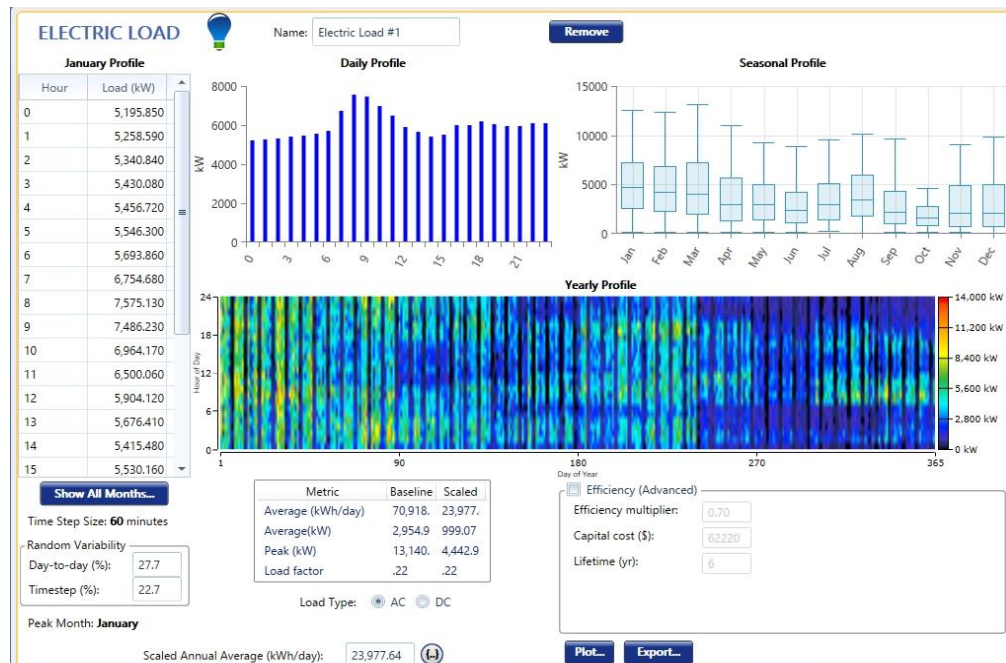 ELECTRIC LOAD
Name: Electric Load #1
Remove
January Profile
Hour Load (kW)
0 5,195.850
1 5,258.590
2 5,340.840
3 5,430.080
4 5,456.720
5 5,546.300
6 5,693.860
7 6,754.680
8 7,575.130
9 7,486.230
10 6,964.170
11 6,500.060
12 5,904.120
13 5,676.410
14 5,415.480
15 5,530.160
Show All Months...
Time Step Size: 60 minutes
Random Variability
Day-to-day (%): 27.7
Timestep (%): 22.7
Peak Month: January
Daily Profile
kW
8000
6000
4000
2000
0
0 3 6 9 12 15 18 21
Seasonal Profile
kW
15000
10000
5000
0
Jan Feb Mar Apr May Jun Jul Aug Sep Oct Nov Dec
Yearly Profile
Hour of Day
24
18
12
6
0
1 90 180 270 365
Day of Year
14,000 kW
11,200 kW
8,400 kW
5,600 kW
2,800 kW
0 kW
Metric Baseline Scaled
Average (kWh/day) 70,918. 23,977.
Average(kW) 2,954.9 999.07
Peak (kW) 13,140. 4,442.9
Load factor .22 .22
Load Type: AC DC
Scaled Annual Average (kWh/day): 23,977.64 {..}
Efficiency (Advanced)
Efficiency multiplier: 0.70
Capital cost ($): 62220
Lifetime (yr): 6
Plot... Export...